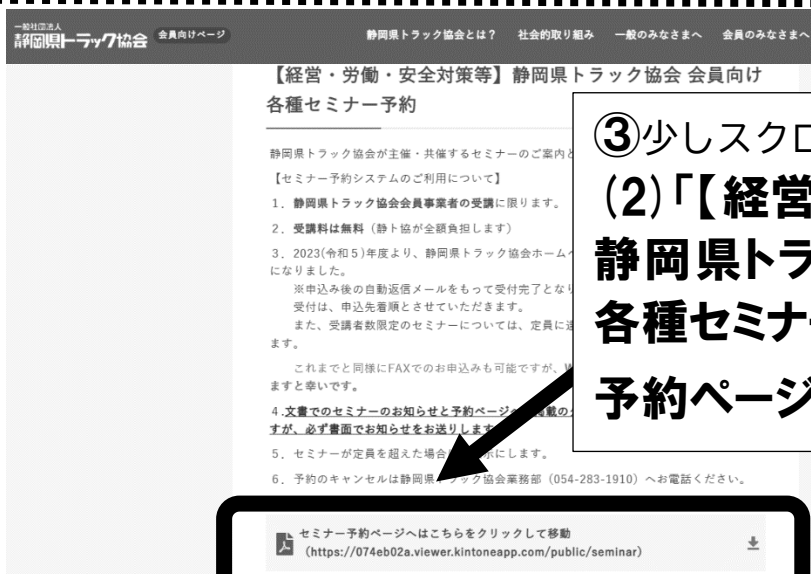 一般社団法人
静岡県トラック協会 会員向けページ
静岡県トラック協会とは? 社会的取り組み 一般のみなさまへ 会員のみなさまへ
【経営・労働・安全対策等】静岡県トラック協会 会員向け
各種セミナー予約
静岡県トラック協会が主催・共催するセミナーのご案内と
【セミナー予約システムのご利用について】
1. 静岡県トラック協会会員事業者の受講に限ります。
2. 受講料は無料(静ト協が全額負担します)
3. 2023(令和5)年度より、静岡県トラック協会ホーム
になりました。
※申込み後の自動返信メールをもって受付完了とな
受付は、申込先着順とさせていただきます。
また、受講者数限定のセミナーについては、定員に
ます。
これまでと同様にFAXでのお申込みも可能ですが、
ますと幸いです。
4.文書でのセミナーのお知らせと予約ページ 掲載の
すが、必ず書面でお知らせをお送りします
5. セミナーが定員を超えた場合 示にします。
6. 予約のキャンセルは静岡県トラック協会業務部(054-283-1910)へお電話ください。
セミナー予約ページへはこちらをクリックして移動
(https://074eb02a.viewer.kintoneapp.com/public/seminar)
③少しスクロ
(2)「【経営
静岡県トラ
各種セミナ
予約ページ